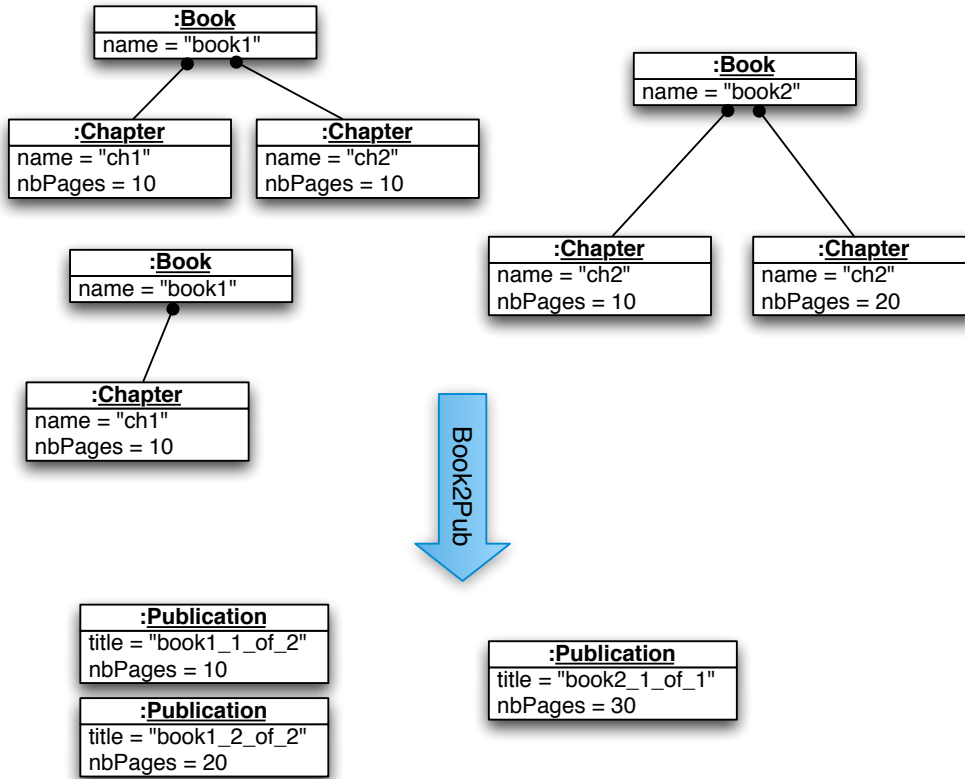 :Book
name = "book1"
:Chapter
name = "ch1"
nbPages = 10
:Chapter
name = "ch2"
nbPages = 10
:Book
name = "book2"
:Chapter
name = "ch2"
nbPages = 10
:Chapter
name = "ch2"
nbPages = 20
:Book
name = "book1"
:Chapter
name = "ch1"
nbPages = 10
Book2Pub
:Publication
title = "book1_1_of_2"
nbPages = 10
:Publication
title = "book1_2_of_2"
nbPages = 20
:Publication
title = "book2_1_of_1"
nbPages = 30